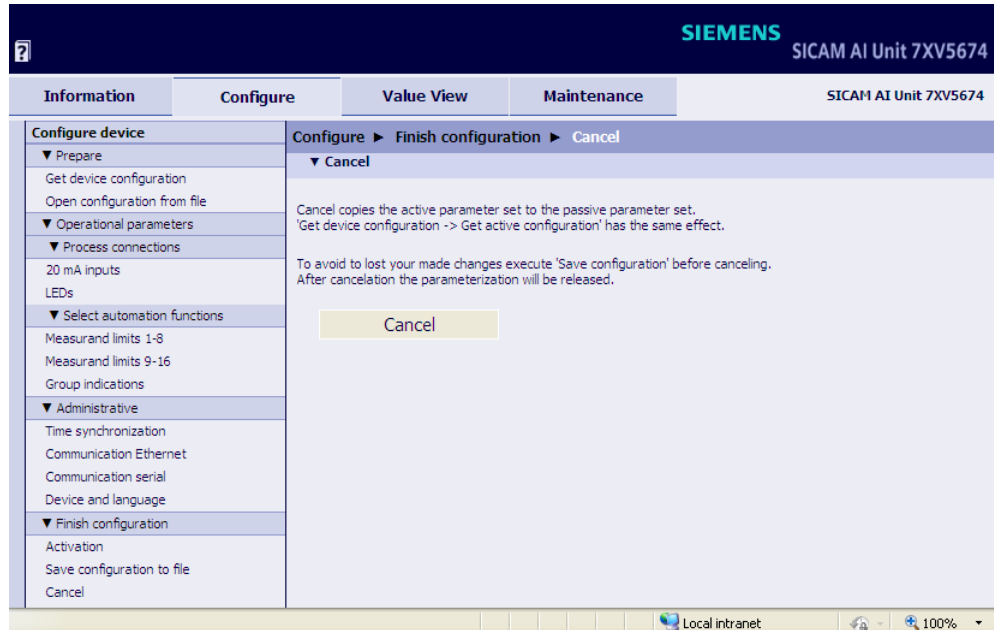 SIEMENS
?
SICAM AI Unit 7XV5674
Information
Configure
Value View
Maintenance
SICAM AI Unit 7XV5674
Configure device
▼ Prepare
Get device configuration
Open configuration from file
▼ Operational parameters
▼ Process connections
20 mA inputs
LEDs
▼ Select automation functions
Measurand limits 1-8
Measurand limits 9-16
Group indications
▼ Administrative
Time synchronization
Communication Ethernet
Communication serial
Device and language
▼ Finish configuration
Activation
Save configuration to file
Cancel
Configure ► Finish configuration ► Cancel
▼ Cancel
Cancel copies the active parameter set to the passive parameter set.
'Get device configuration -> Get active configuration' has the same effect.
To avoid to lost your made changes execute 'Save configuration' before canceling.
After cancelation the parameterization will be released.
Cancel
Local intranet
100%